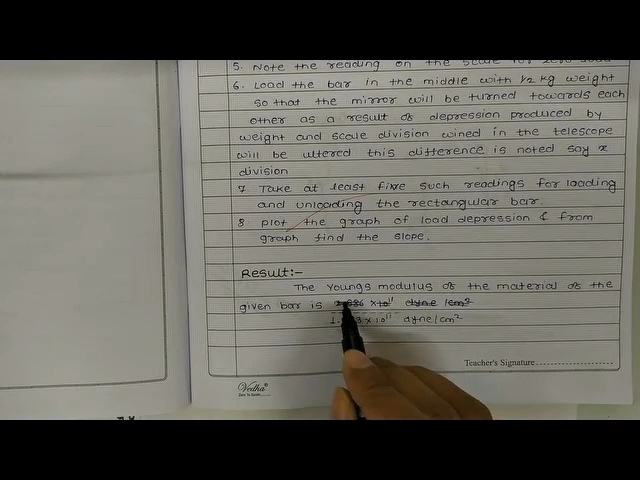 5. Note the reading on the scale for zero load
6. Load the bar in the middle with 1/2 kg weight
so that the mirror will be turned towards each
other as a result of depression produced by
weight and scale division wined in the telescope
will be ultered this difference is noted say x
division
7 Take at least five such readings for loading
and unloading the rectangular bar.
8 plot the graph of load depression & from
graph find the slope.
Result:-
The Youngs modulus of the material of the
given bar is ×10¹¹ dyne /cm²
×10¹¹ dyne/cm²
Teacher's Signature
Vedha®